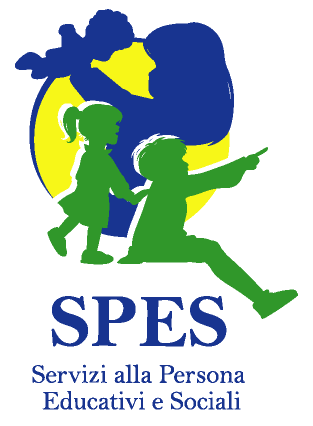 SPES
Servizi alla Persona
Educativi e Sociali